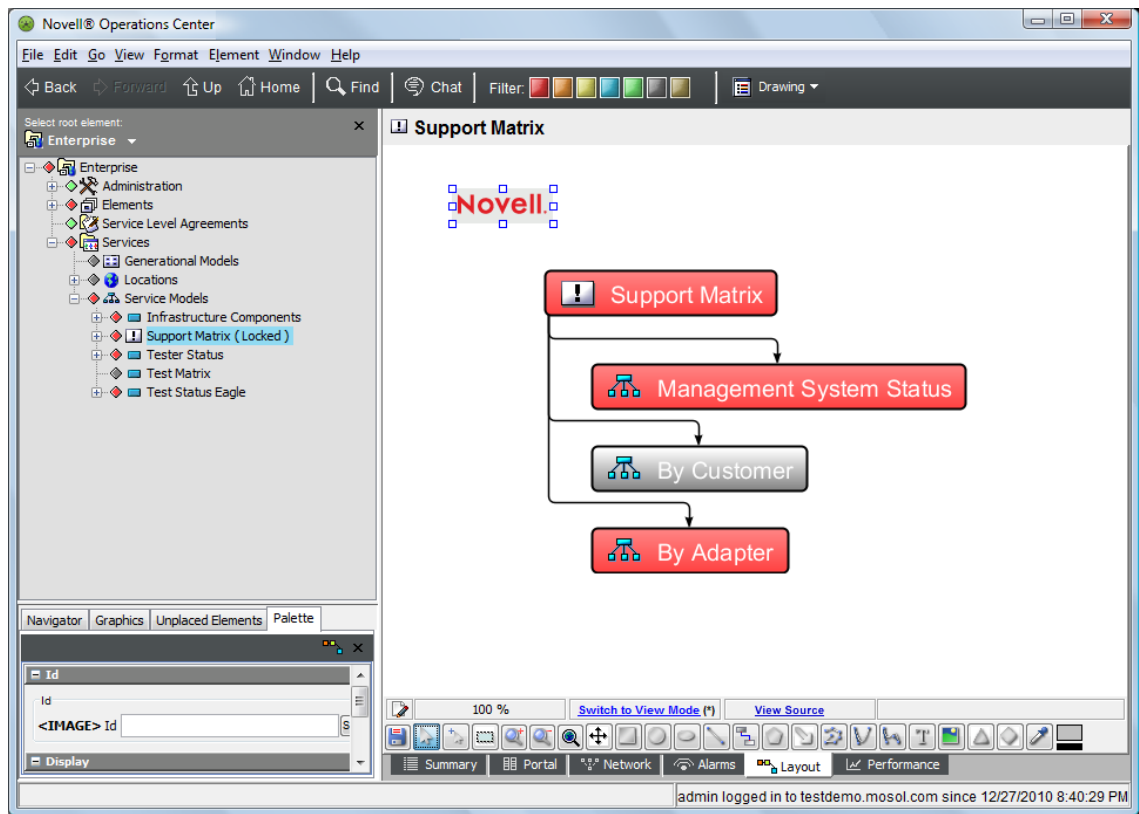 Novell® Operations Center
File Edit Go View Format Element Window Help
Back Forward Up Home Find Chat Filter: Drawing
Select root element:
Enterprise
Enterprise
Administration
Elements
Service Level Agreements
Services
Generational Models
Locations
Service Models
Infrastructure Components
Support Matrix ( Locked )
Tester Status
Test Matrix
Test Status Eagle
Support Matrix
Novell.
Support Matrix
Management System Status
By Customer
By Adapter
Navigator Graphics Unplaced Elements Palette
Id
Id
<IMAGE> Id S
Display
100 % Switch to View Mode (*) View Source
Summary Portal Network Alarms Layout Performance
admin logged in to testdemo.mosol.com since 12/27/2010 8:40:29 PM